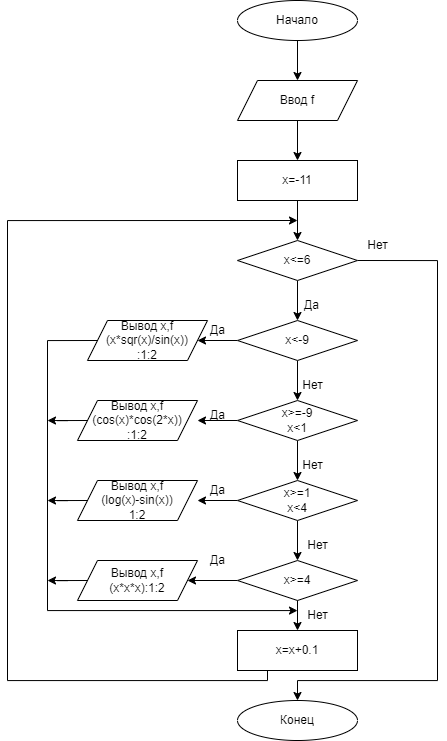 Начало
Ввод f
x=-11
x<=6
Нет
Да
x<-9
Да
Вывод x,f
(x*sqr(x)/sin(x))
:1:2
Нет
x>=-9
x<1
Да
Вывод x,f
(cos(x)*cos(2*x))
:1:2
Нет
x>=1
x<4
Да
Вывод x,f
(log(x)-sin(x))
1:2
Нет
x>=4
Да
Вывод x,f
(x*x*x):1:2
Нет
x=x+0.1
Конец